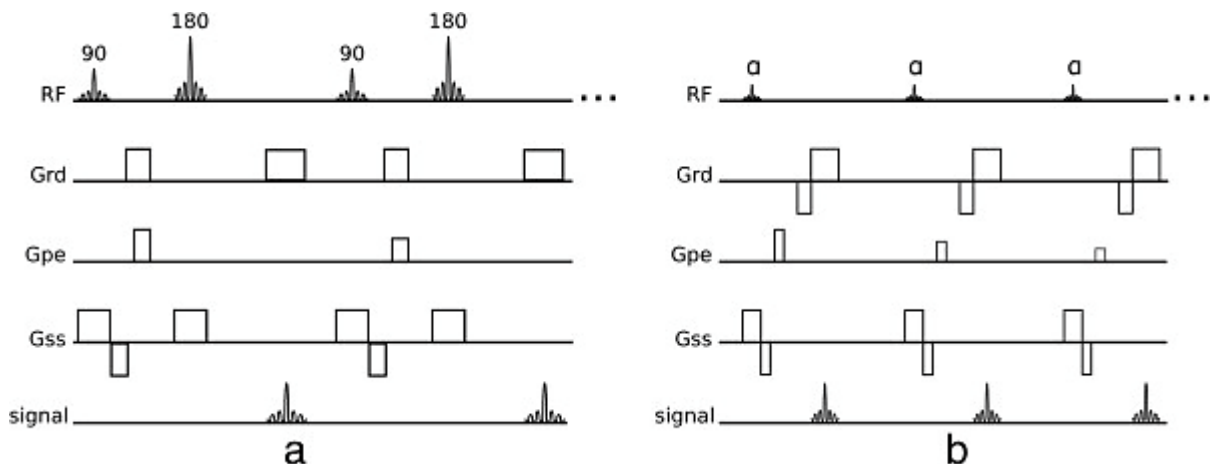 90 180 90 180
RF ...
Grd
Gpe
Gss
signal
a
a a a
RF ...
Grd
Gpe
Gss
signal
b